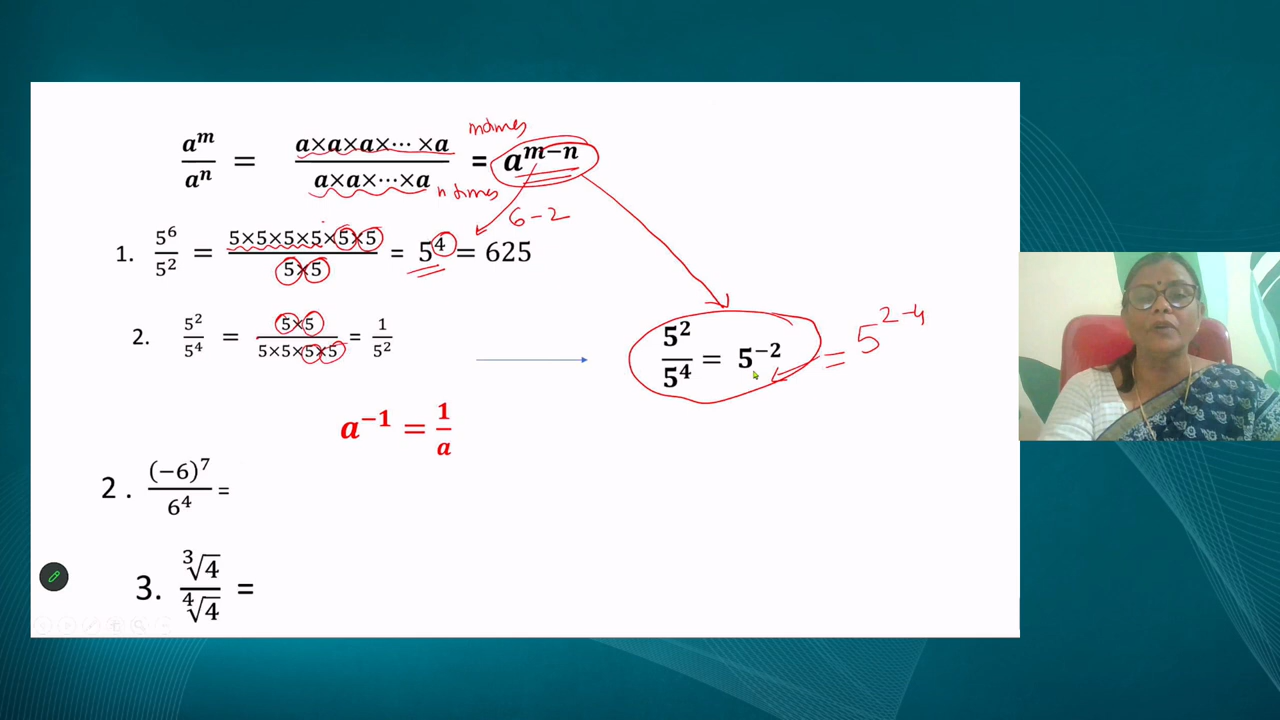 a^m/a^n = (a×a×a×⋯ ×a)/(a×a×⋯×a) = a^(m−n)
n times
6-2
1. 5^6/5^2 = (5×5×5×5×5×5)/(5×5) = 5^4 = 625
2. 5^2/5^4 = (5×5)/(5×5×5×5) = 1/5^2
5^2/5^4 = 5^−2 = 5^(2-4)
a^−1 = 1/a
2 . (−6)^7/6^4 =
3. ∛4/∜4 =